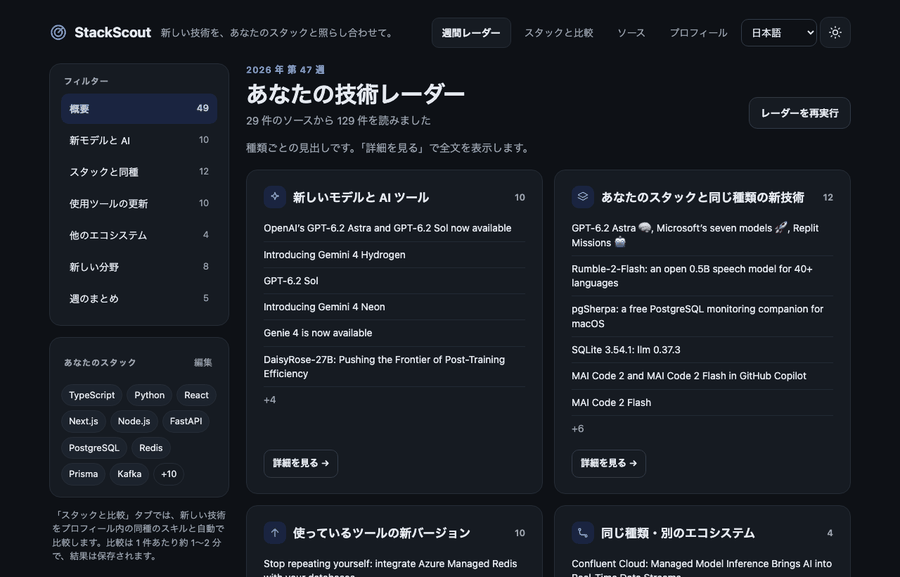 StackScout 新しい技術を、あなたのスタックと照らし合わせて。 週間レーダー スタックと比較 ソース プロフィール 日本語
フィルター
概要 49
新モデルと AI 10
スタックと同種 12
使用ツールの更新 10
他のエコシステム 4
新しい分野 8
週のまとめ 5
あなたのスタック 編集
TypeScript Python React
Next.js Node.js FastAPI
PostgreSQL Redis
Prisma Kafka +10
「スタックと比較」タブでは、新しい技術
をプロフィール内の同種のスキルと自動で
比較します。比較は 1 件あたり約 1〜2 分
で、結果は保存されます。
2026 年 第 47 週
あなたの技術レーダー
29 件のソースから 129 件を読みました
レーダーを再実行
種類ごとの見出しです。「詳細を見る」で全文を表示します。
新しいモデルと AI ツール 10
OpenAI's GPT-6.2 Astra and GPT-6.2 Sol now available
Introducing Gemini 4 Hydrogen
GPT-6.2 Sol
Introducing Gemini 4 Neon
Genie 4 is now available
DaisyRose-27B: Pushing the Frontier of Post-Training
Efficiency
+4
詳細を見る →
あなたのスタックと同じ種類の新技術 12
GPT-6.2 Astra 🧠, Microsoft's seven models 🚀, Replit
Missions 🤖
Rumble-2-Flash: an open 0.5B speech model for 40+
languages
pgSherpa: a free PostgreSQL monitoring companion for
macOS
SQLite 3.54.1: llm 0.37.3
MAI Code 2 and MAI Code 2 Flash in GitHub Copilot
MAI Code 2 Flash
+6
詳細を見る →
使っているツールの新バージョン 10
Stop repeating yourself: integrate Azure Managed Redis
with your databases
同じ種類・別のエコシステム 4
Confluent Cloud: Managed Model Inference Brings AI into
Real-Time Data Streams